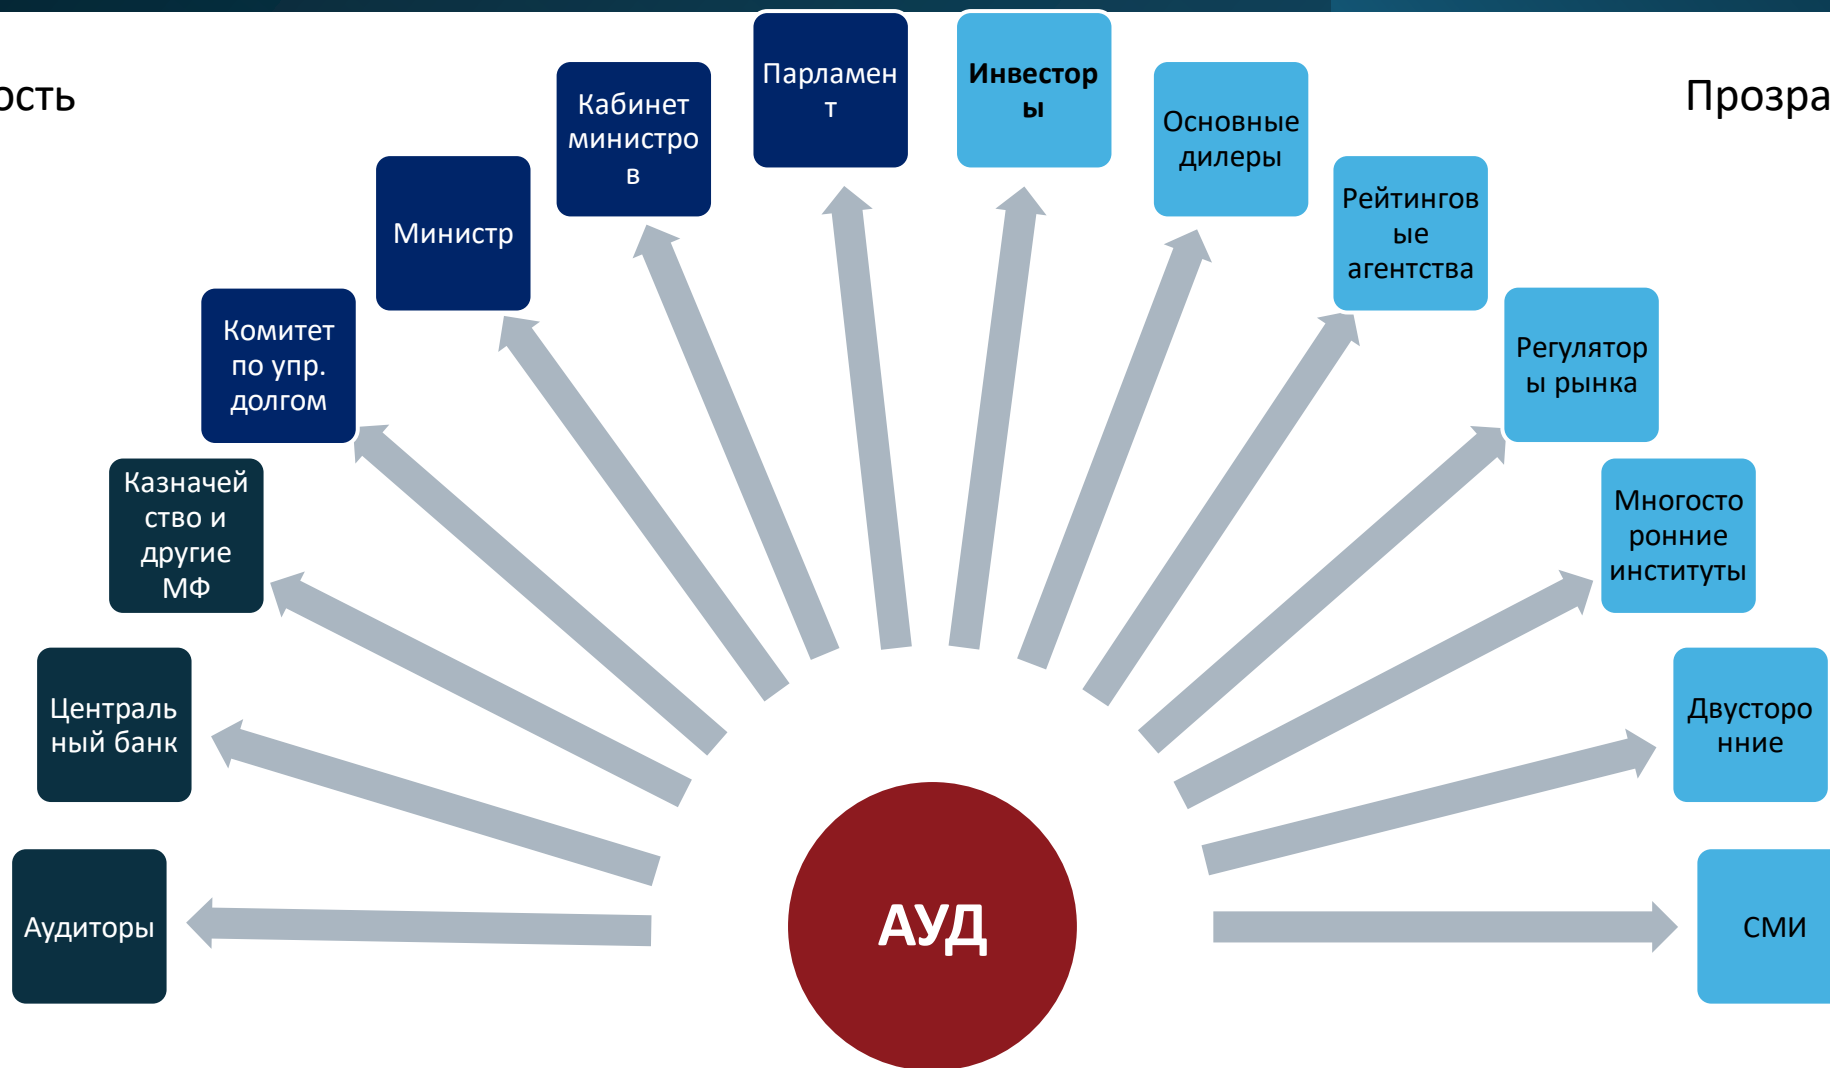 ость
Прозра
Парламен
т
Инвестор
ы
Кабинет
министро
в
Основные
дилеры
Министр
Рейтингов
ые
агентства
Комитет
по упр.
долгом
Регулятор
ы рынка
Казначей
ство и
другие
МФ
Многосто
ронние
институты
Централь
ный банк
Двусторо
нние
Аудиторы
АУД
СМИ